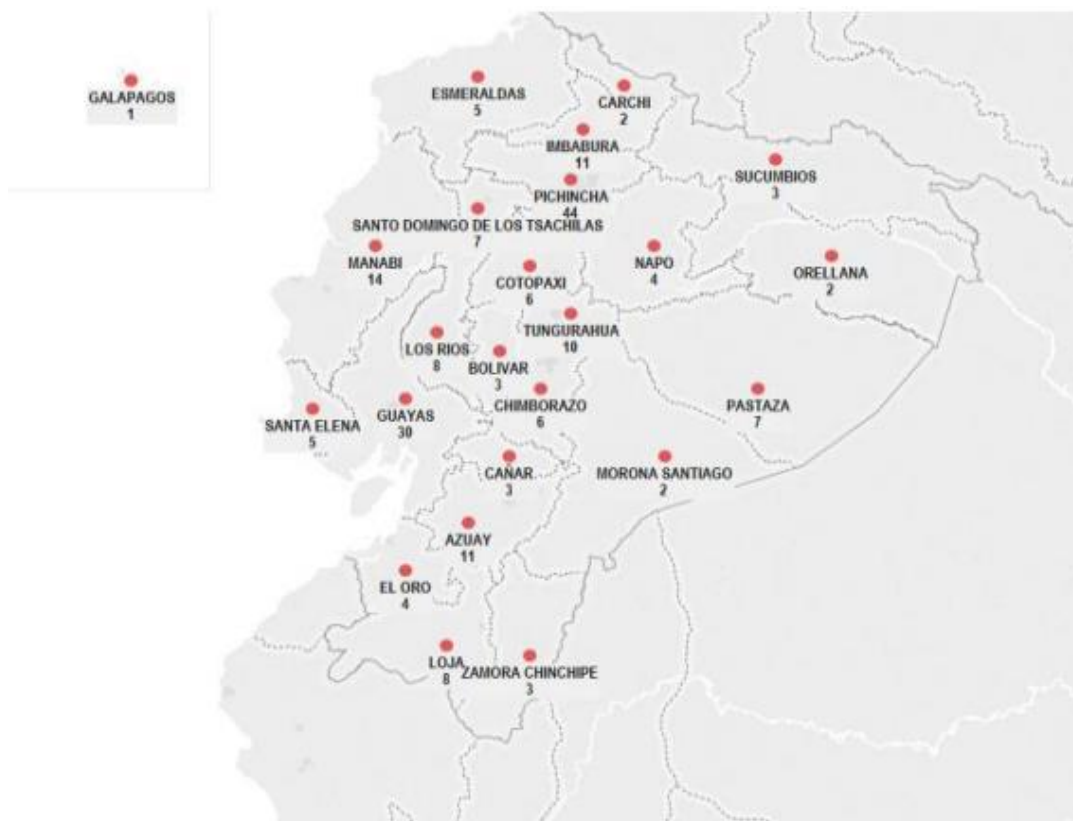 GALAPAGOS
1
ESMERALDAS
5
CARCHI
2
IMBABURA
11
SUCUMBIOS
3
PICHINCHA
44
SANTO DOMINGO DE LOS TSACHILAS
7
MANABI
14
NAPO
4
ORELLANA
2
COTOPAXI
6
TUNGURAHUA
10
LOS RIOS
8
BOLIVAR
3
CHIMBORAZO
6
PASTAZA
7
GUAYAS
30
SANTA ELENA
5
CAÑAR
3
MORONA SANTIAGO
2
AZUAY
11
EL ORO
4
LOJA
8
ZAMORA CHINCHIPE
3